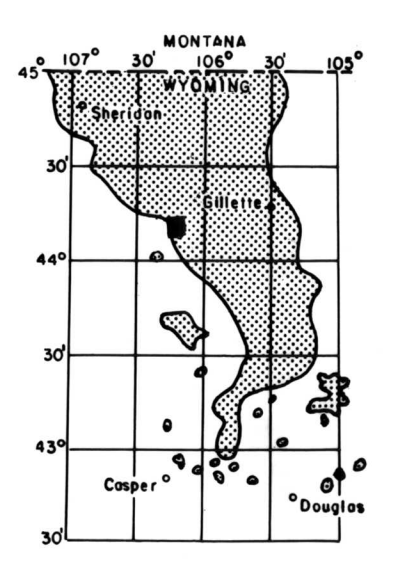 MONTANA
107° 30' 106° 30' 105°
45° WYOMING
Sheridan
30'
Gillette
44°
30'
43°
Casper
Douglas
30'